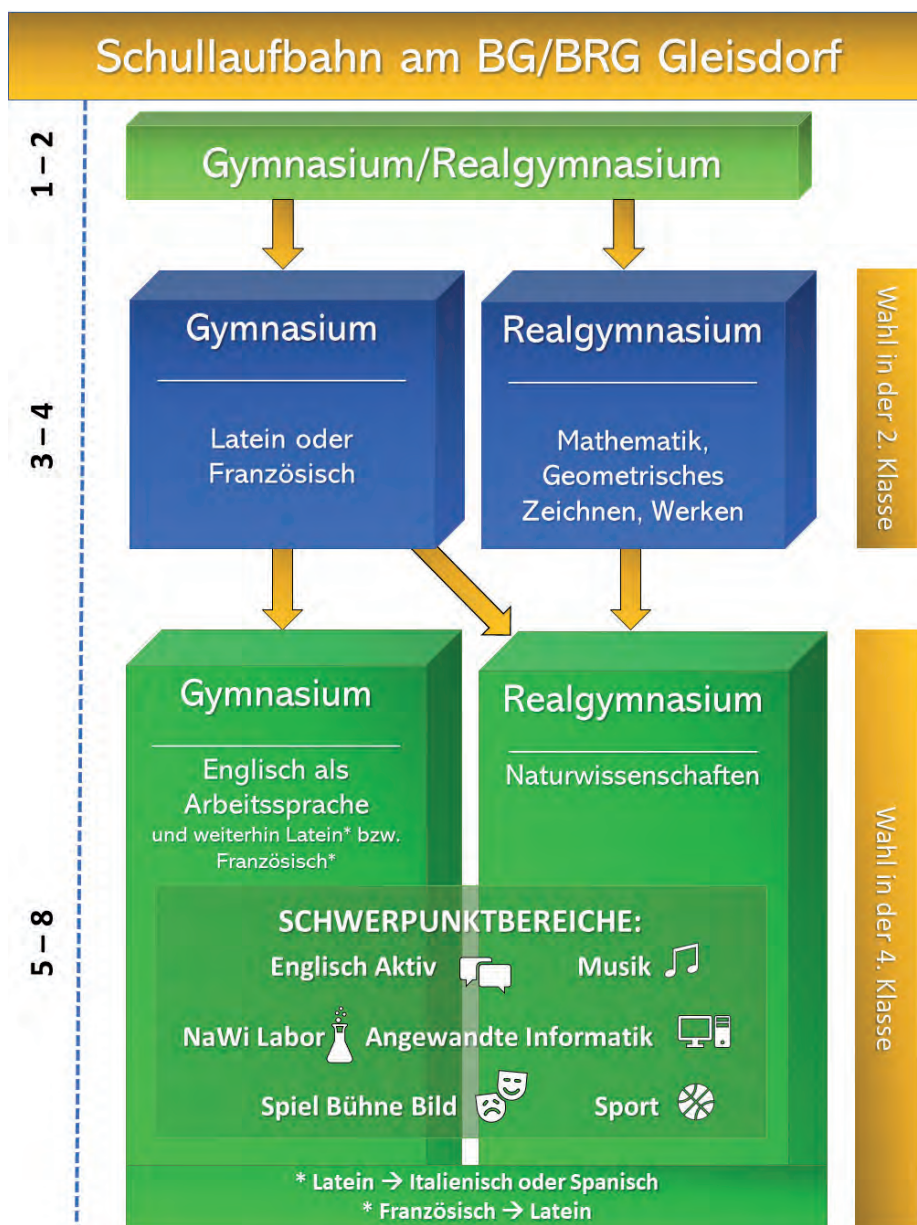 Schullaufbahn am BG/BRG Gleisdorf
1 – 2
Gymnasium/Realgymnasium
3 – 4
Gymnasium
Latein oder
Französisch
Realgymnasium
Mathematik,
Geometrisches
Zeichnen, Werken
Wahl in der 2. Klasse
5 – 8
Gymnasium
Englisch als
Arbeitssprache
und weiterhin Latein* bzw.
Französisch*
Realgymnasium
Naturwissenschaften
Wahl in der 4. Klasse
SCHWERPUNKTBEREICHE:
Englisch Aktiv
Musik
NaWi Labor
Angewandte Informatik
Spiel Bühne Bild
Sport
* Latein → Italienisch oder Spanisch
* Französisch → Latein